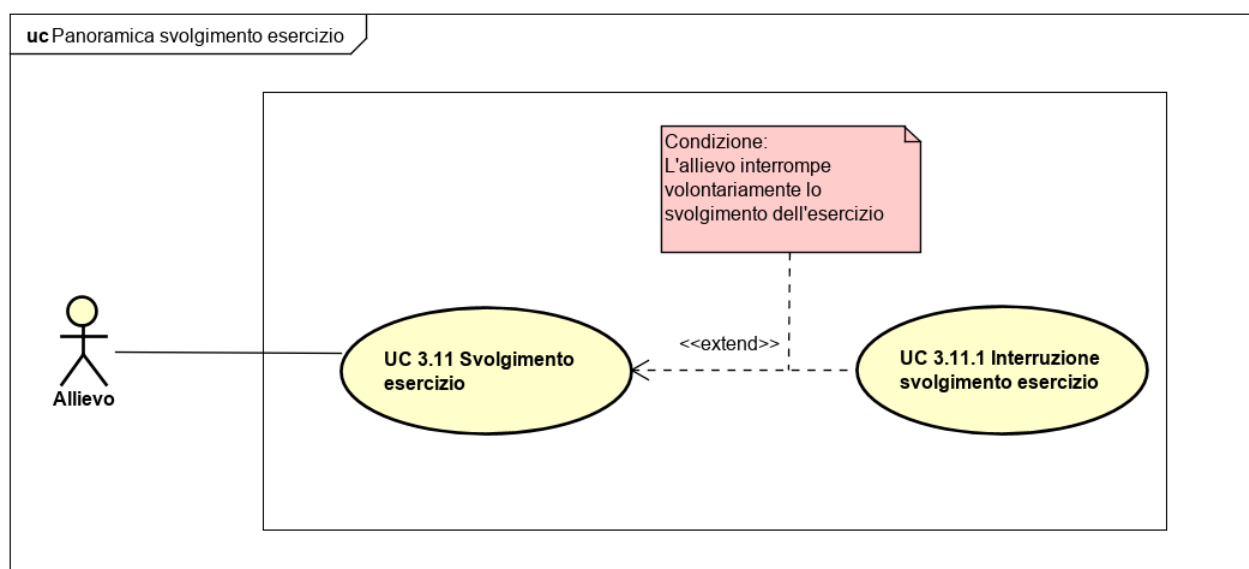 uc Panoramica svolgimento esercizio
Condizione:
L'allievo interrompe
volontariamente lo
svolgimento dell'esercizio
<<extend>>
UC 3.11 Svolgimento
esercizio
UC 3.11.1 Interruzione
svolgimento esercizio
Allievo